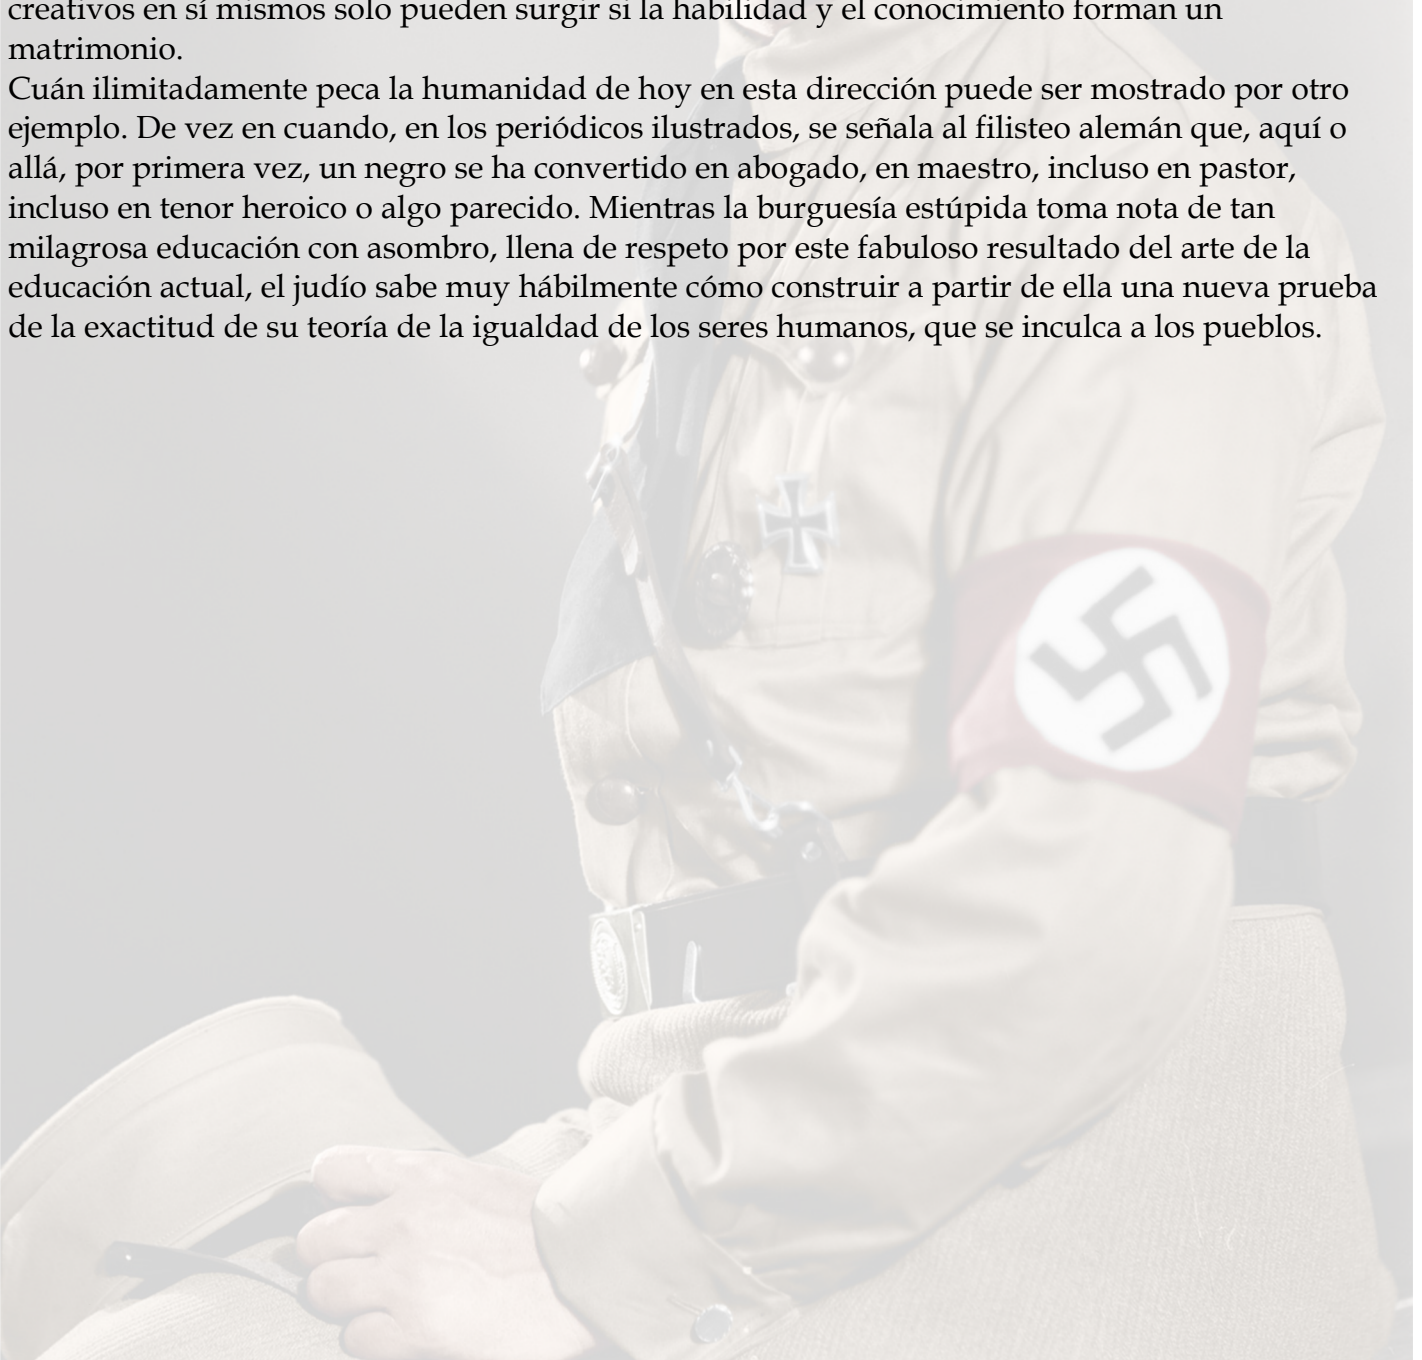 creativos en sí mismos solo pueden surgir si la habilidad y el conocimiento forman un
matrimonio.
Cuán ilimitadamente peca la humanidad de hoy en esta dirección puede ser mostrado por otro
ejemplo. De vez en cuando, en los periódicos ilustrados, se señala al filisteo alemán que, aquí o
allá, por primera vez, un negro se ha convertido en abogado, en maestro, incluso en pastor,
incluso en tenor heroico o algo parecido. Mientras la burguesía estúpida toma nota de tan
milagrosa educación con asombro, llena de respeto por este fabuloso resultado del arte de la
educación actual, el judío sabe muy hábilmente cómo construir a partir de ella una nueva prueba
de la exactitud de su teoría de la igualdad de los seres humanos, que se inculca a los pueblos.